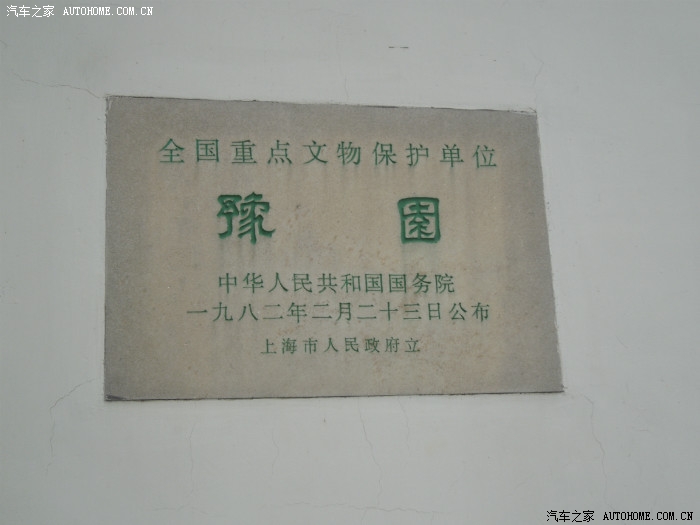 汽车之家 AUTOHOME.COM.CN
全国重点文物保护单位
豫园
中华人民共和国国务院
一九八二年二月二十三日公布
上海市人民政府立
汽车之家 AUTOHOME.COM.CN